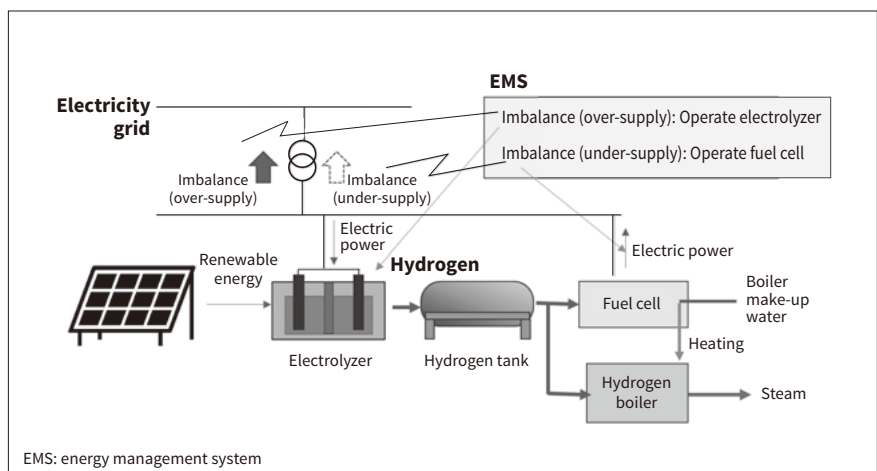 EMS
Electricity
grid
Imbalance (over-supply): Operate electrolyzer
Imbalance (under-supply): Operate fuel cell
Imbalance
(over-supply)
Imbalance
(under-supply)
Electric
power
Electric power
Renewable
energy
Hydrogen
Boiler
make-up
water
Fuel cell
Heating
Electrolyzer
Hydrogen tank
Hydrogen
boiler
Steam
EMS: energy management system